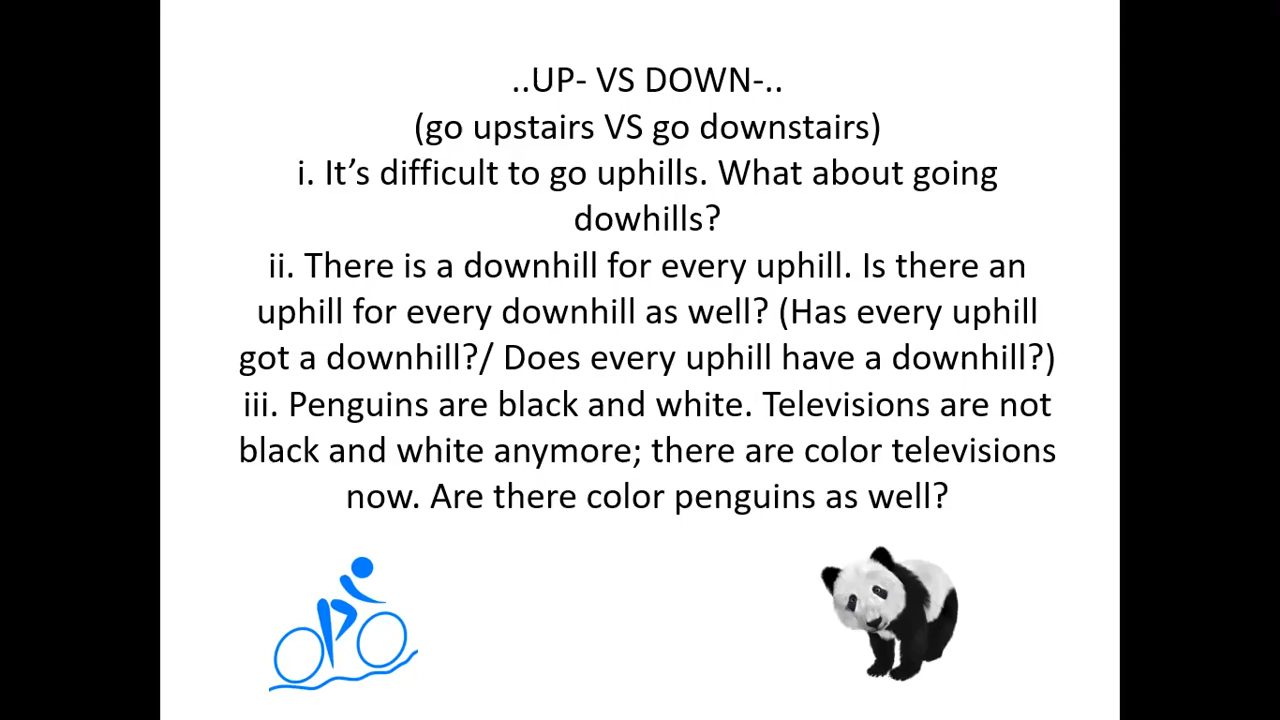 ..UP- VS DOWN-..
(go upstairs VS go downstairs)
i. It’s difficult to go uphills. What about going
dowhills?
ii. There is a downhill for every uphill. Is there an
uphill for every downhill as well? (Has every uphill
got a downhill?/ Does every uphill have a downhill?)
iii. Penguins are black and white. Televisions are not
black and white anymore; there are color televisions
now. Are there color penguins as well?